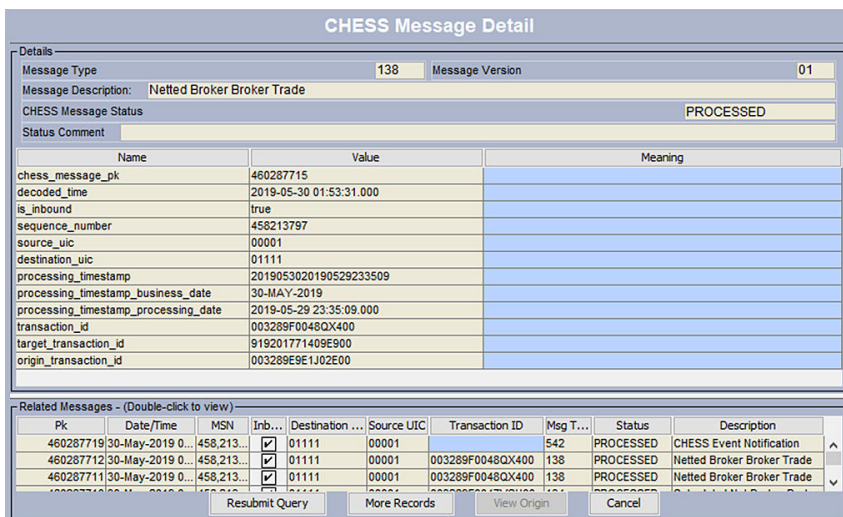 CHESS Message Detail
Details
Message Type 138 Message Version 01
Message Description: Netted Broker Broker Trade
CHESS Message Status PROCESSED
Status Comment
Name Value Meaning
chess_message_pk 460287715
decoded_time 2019-05-30 01:53:31.000
is_inbound true
sequence_number 458213797
source_uic 00001
destination_uic 01111
processing_timestamp 2019053020190529233509
processing_timestamp_business_date 30-MAY-2019
processing_timestamp_processing_date 2019-05-29 23:35:09.000
transaction_id 003289F0048QX400
target_transaction_id 919201771409E900
origin_transaction_id 003289E9E1J02E00
Related Messages - (Double-click to view)
Pk Date/Time MSN Inb... Destination ... Source UIC Transaction ID Msg T... Status Description
460287719 30-May-2019 0... 458,213... 01111 00001 542 PROCESSED CHESS Event Notification
460287712 30-May-2019 0... 458,213... 01111 00001 003289F0048QX400 138 PROCESSED Netted Broker Broker Trade
460287711 30-May-2019 0... 458,213... 01111 00001 003289F0048QX400 138 PROCESSED Netted Broker Broker Trade
Resubmit Query More Records View Origin Cancel